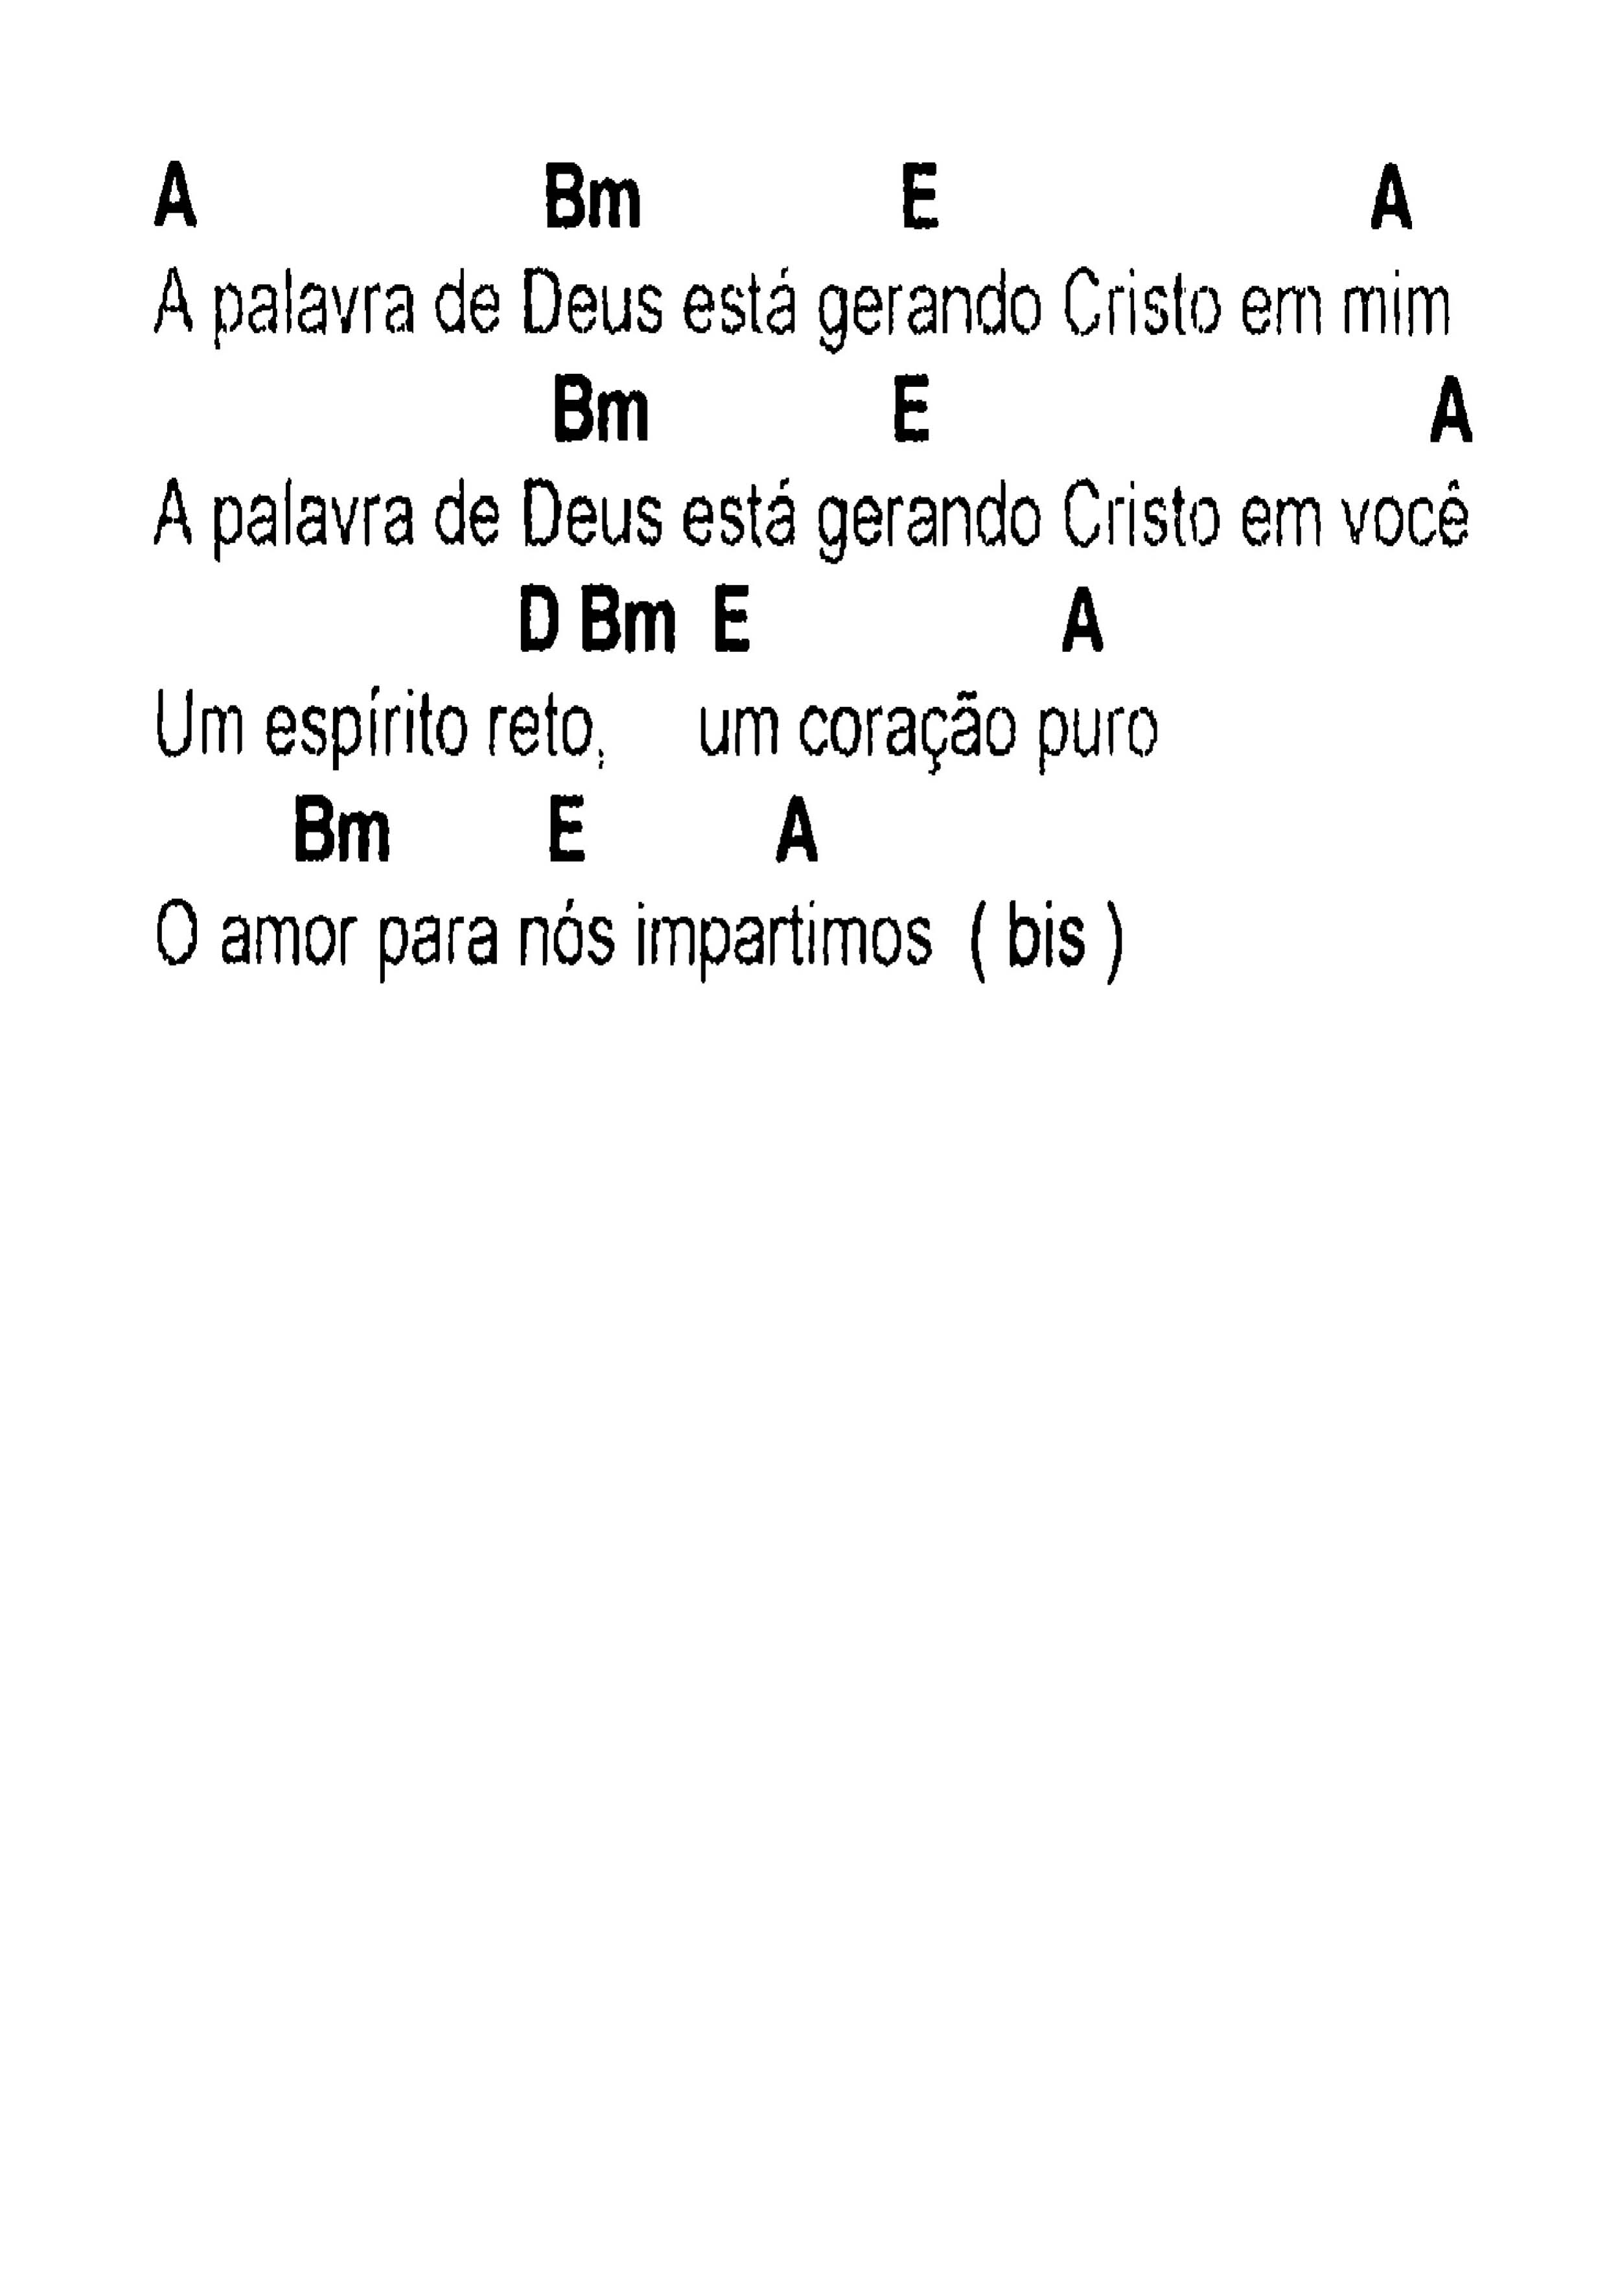 A Bm E A
A palavra de Deus está gerando Cristo em mim
Bm E A
A palavra de Deus está gerando Cristo em você
D Bm E A
Um espírito reto, um coração puro
Bm E A
O amor para nós impartimos ( bis )